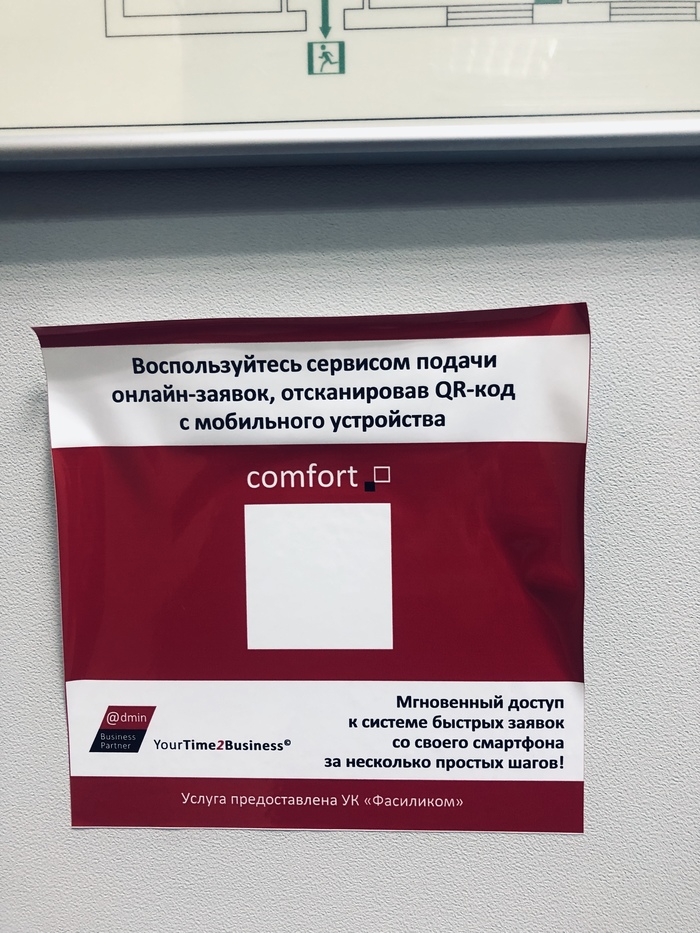 Воспользуйтесь сервисом подачи
онлайн-заявок, отсканировав QR-код
с мобильного устройства
comfort
@dmin
Business
Partner
YourTime2Business©
Мгновенный доступ
к системе быстрых заявок
со своего смартфона
за несколько простых шагов!
Услуга предоставлена УК «Фасиликом»